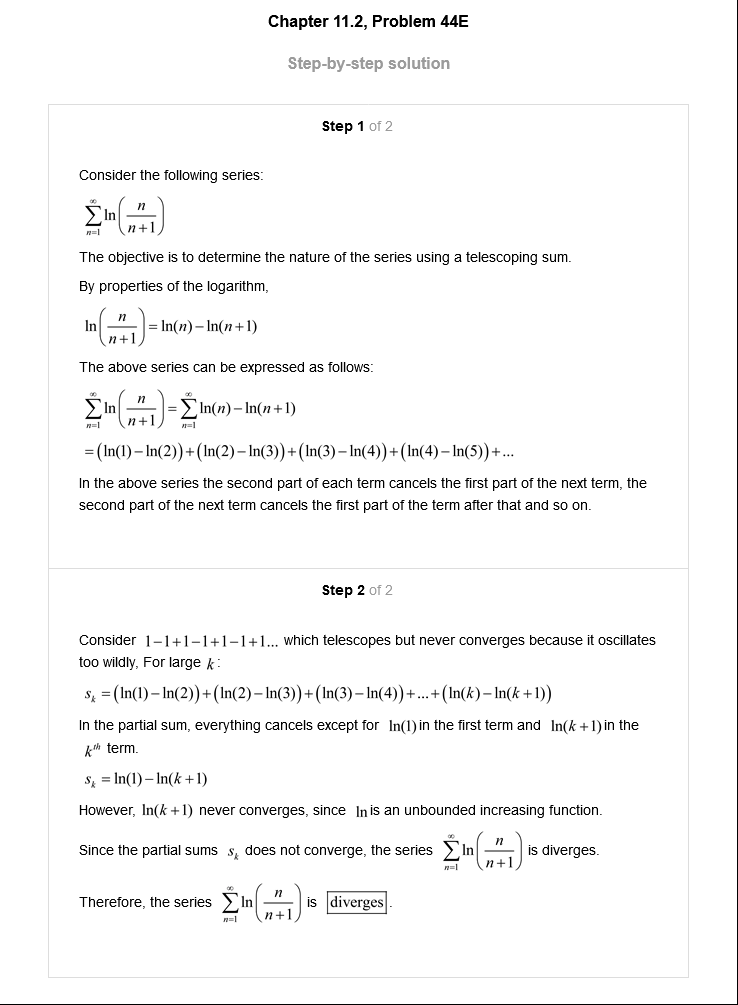 Chapter 11.2, Problem 44E
Step-by-step solution
Step 1 of 2
Consider the following series:
$\sum_{n=1}^{\infty} \ln\left(\frac{n}{n+1}\right)$
The objective is to determine the nature of the series using a telescoping sum.
By properties of the logarithm,
$\ln\left(\frac{n}{n+1}\right) = \ln(n) - \ln(n+1)$
The above series can be expressed as follows:
$\sum_{n=1}^{\infty} \ln\left(\frac{n}{n+1}\right) = \sum_{n=1}^{\infty} \ln(n) - \ln(n+1)$
$= (\ln(1) - \ln(2)) + (\ln(2) - \ln(3)) + (\ln(3) - \ln(4)) + (\ln(4) - \ln(5)) + ...$
In the above series the second part of each term cancels the first part of the next term, the
second part of the next term cancels the first part of the term after that and so on.
Step 2 of 2
Consider $1-1+1-1+1-1+1...$ which telescopes but never converges because it oscillates
too wildly, For large $k$:
$s_k = (\ln(1) - \ln(2)) + (\ln(2) - \ln(3)) + (\ln(3) - \ln(4)) + ... + (\ln(k) - \ln(k+1))$
In the partial sum, everything cancels except for $\ln(1)$ in the first term and $\ln(k+1)$ in the
$k^{th}$ term.
$s_k = \ln(1) - \ln(k+1)$
However, $\ln(k+1)$ never converges, since $\ln$ is an unbounded increasing function.
Since the partial sums $s_k$ does not converge, the series $\sum_{n=1}^{\infty} \ln\left(\frac{n}{n+1}\right)$ is diverges.
Therefore, the series $\sum_{n=1}^{\infty} \ln\left(\frac{n}{n+1}\right)$ is $\boxed{\text{diverges}}$.